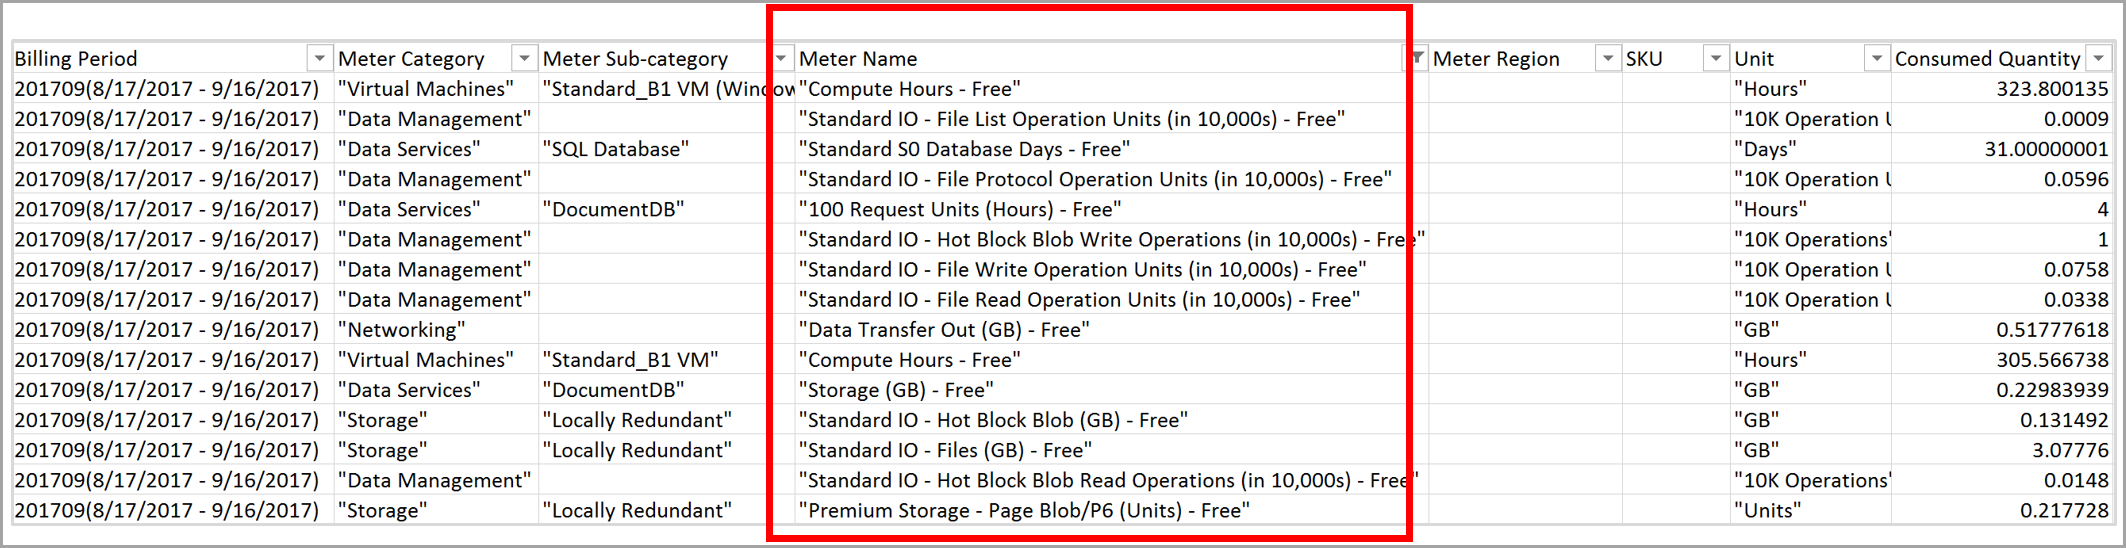 Billing Period Meter Category Meter Sub-category Meter Name Meter Region SKU Unit Consumed Quantity
201709(8/17/2017 - 9/16/2017) "Virtual Machines" "Standard_B1 VM (Window "Compute Hours - Free" "Hours" 323.800135
201709(8/17/2017 - 9/16/2017) "Data Management" "Standard IO - File List Operation Units (in 10,000s) - Free" "10K Operation U 0.0009
201709(8/17/2017 - 9/16/2017) "Data Services" "SQL Database" "Standard S0 Database Days - Free" "Days" 31.00000001
201709(8/17/2017 - 9/16/2017) "Data Management" "Standard IO - File Protocol Operation Units (in 10,000s) - Free" "10K Operation U 0.0596
201709(8/17/2017 - 9/16/2017) "Data Services" "DocumentDB" "100 Request Units (Hours) - Free" "Hours" 4
201709(8/17/2017 - 9/16/2017) "Data Management" "Standard IO - Hot Block Blob Write Operations (in 10,000s) - Free" "10K Operations" 1
201709(8/17/2017 - 9/16/2017) "Data Management" "Standard IO - File Write Operation Units (in 10,000s) - Free" "10K Operation U 0.0758
201709(8/17/2017 - 9/16/2017) "Data Management" "Standard IO - File Read Operation Units (in 10,000s) - Free" "10K Operation U 0.0338
201709(8/17/2017 - 9/16/2017) "Networking" "Data Transfer Out (GB) - Free" "GB" 0.51777618
201709(8/17/2017 - 9/16/2017) "Virtual Machines" "Standard_B1 VM" "Compute Hours - Free" "Hours" 305.566738
201709(8/17/2017 - 9/16/2017) "Data Services" "DocumentDB" "Storage (GB) - Free" "GB" 0.22983939
201709(8/17/2017 - 9/16/2017) "Storage" "Locally Redundant" "Standard IO - Hot Block Blob (GB) - Free" "GB" 0.131492
201709(8/17/2017 - 9/16/2017) "Storage" "Locally Redundant" "Standard IO - Files (GB) - Free" "GB" 3.07776
201709(8/17/2017 - 9/16/2017) "Data Management" "Standard IO - Hot Block Blob Read Operations (in 10,000s) - Free" "10K Operations" 0.0148
201709(8/17/2017 - 9/16/2017) "Storage" "Locally Redundant" "Premium Storage - Page Blob/P6 (Units) - Free" "Units" 0.217728